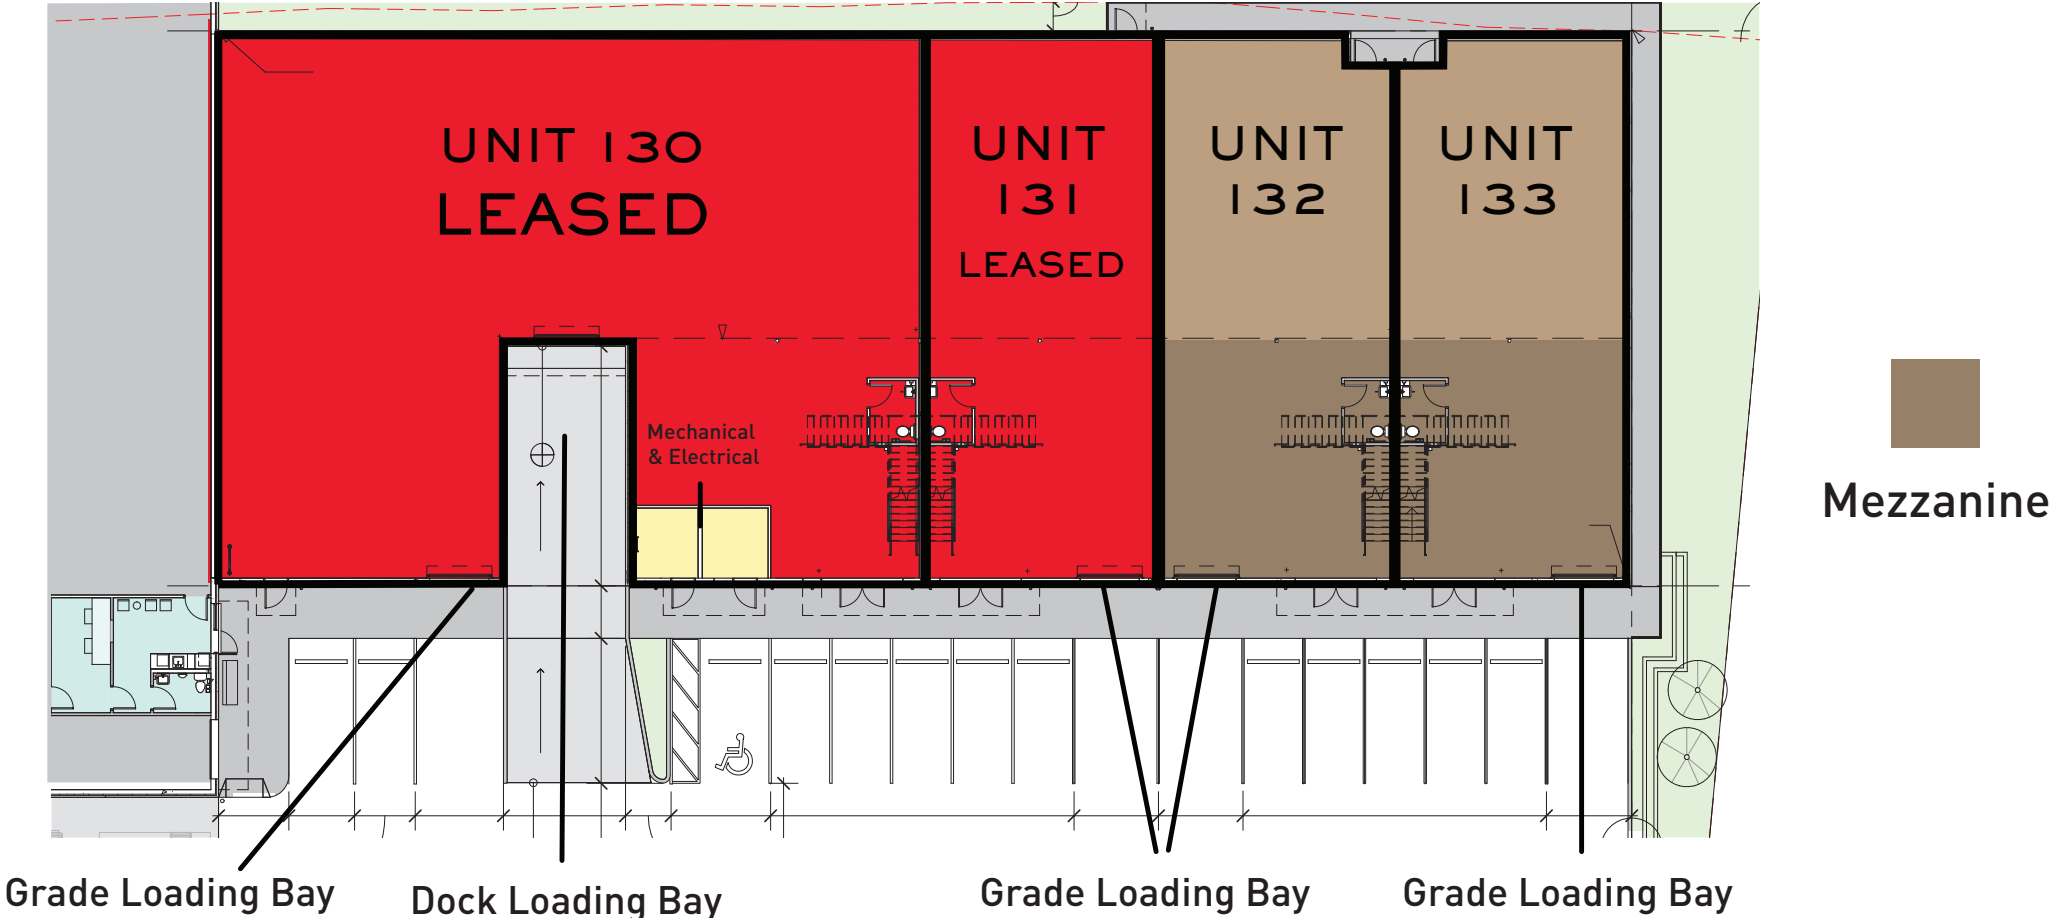 UNIT 130
LEASED
UNIT
131
LEASED
UNIT
132
UNIT
133
Mechanical
& Electrical
Mezzanine
Grade Loading Bay
Dock Loading Bay
Grade Loading Bay
Grade Loading Bay